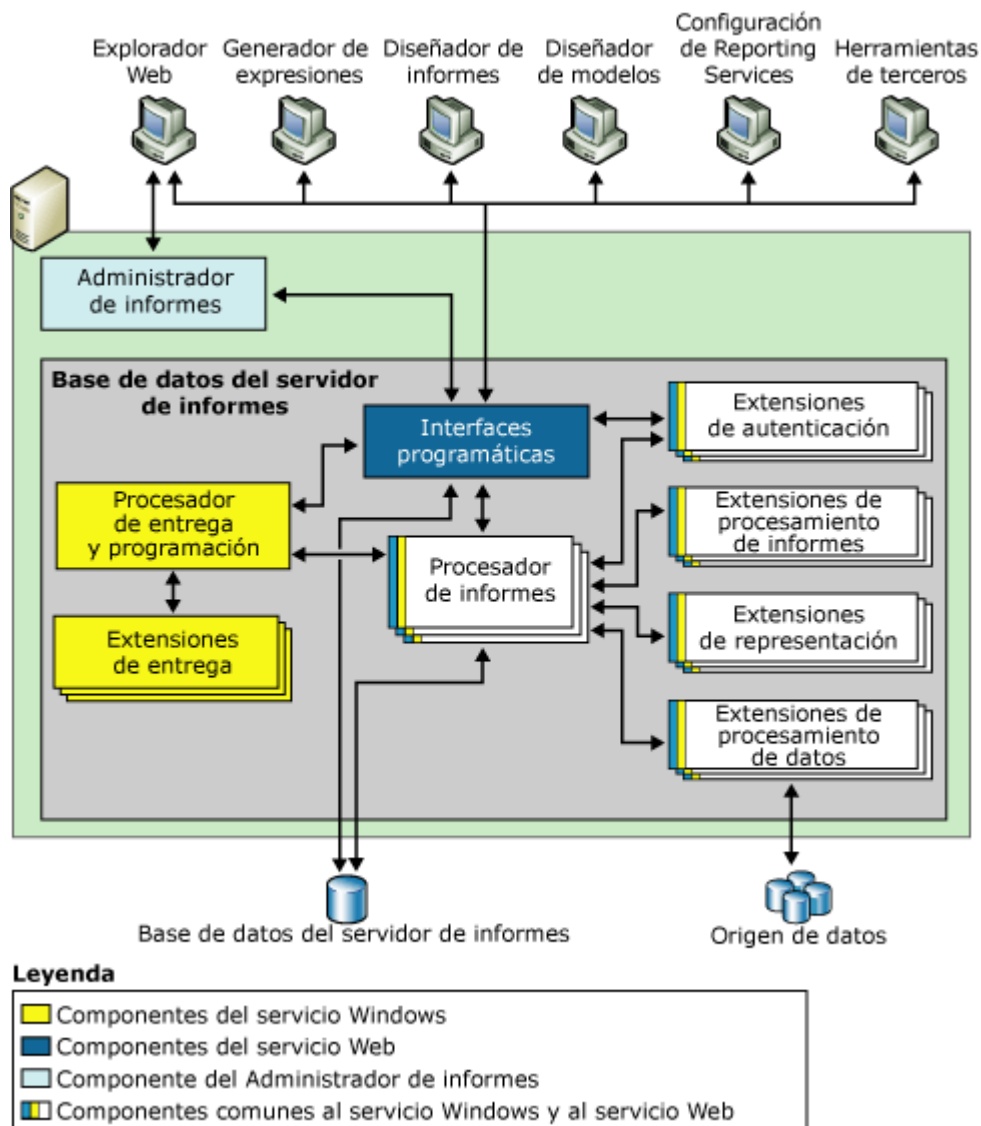 Explorador
Web
Generador de
expresiones
Diseñador de
informes
Diseñador
de modelos
Configuración
de Reporting
Services
Herramientas
de terceros
Administrador
de informes
Base de datos del servidor
de informes
Interfaces
programáticas
Extensiones
de autenticación
Procesador
de entrega
y programación
Extensiones de
procesamiento
de informes
Procesador
de informes
Extensiones
de entrega
Extensiones
de representación
Extensiones de
procesamiento
de datos
Base de datos del servidor de informes
Origen de datos
Leyenda
Componentes del servicio Windows
Componentes del servicio Web
Componente del Administrador de informes
Componentes comunes al servicio Windows y al servicio Web